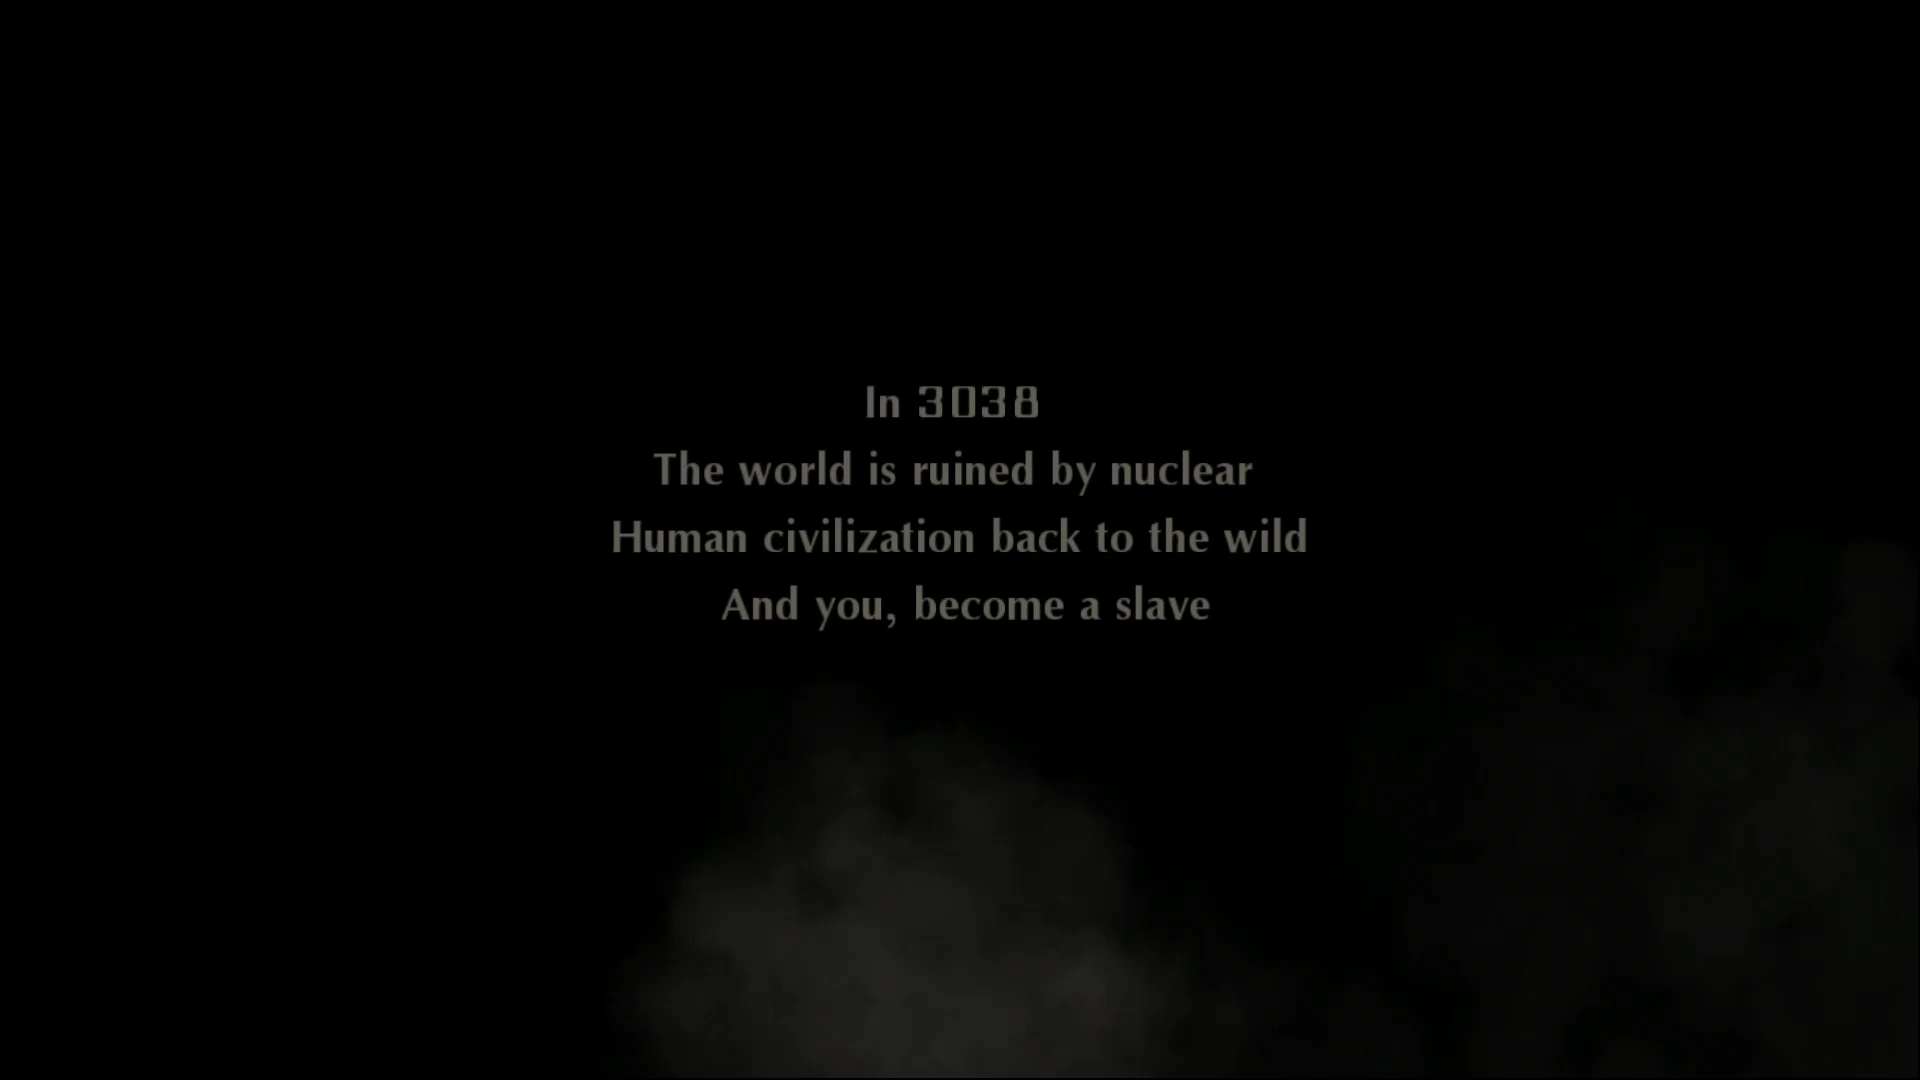 In 3038
The world is ruined by nuclear
Human civilization back to the wild
And you, become a slave